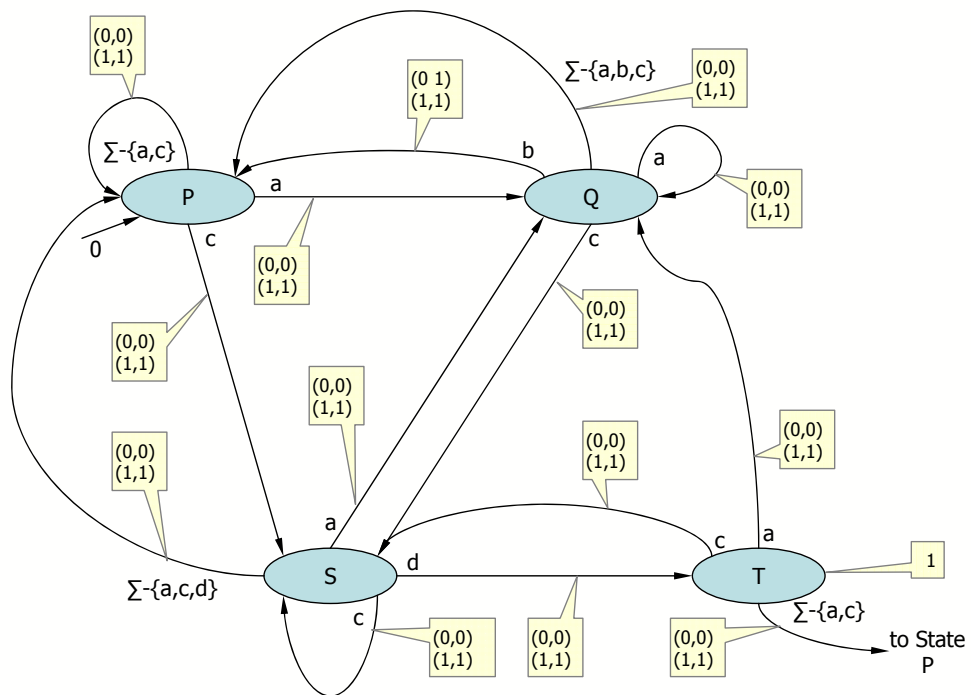 (0,0)
(1,1)
(0 1)
(1,1)
∑-{a,b,c}
(0,0)
(1,1)
∑-{a,c}
b
a
P
a
Q
(0,0)
(1,1)
0
c
c
(0,0)
(1,1)
(0,0)
(1,1)
(0,0)
(1,1)
(0,0)
(1,1)
(0,0)
(1,1)
(0,0)
(1,1)
(0,0)
(1,1)
a
c
a
S
d
T
1
∑-{a,c,d}
c
∑-{a,c}
(0,0)
(1,1)
(0,0)
(1,1)
(0,0)
(1,1)
to State
P